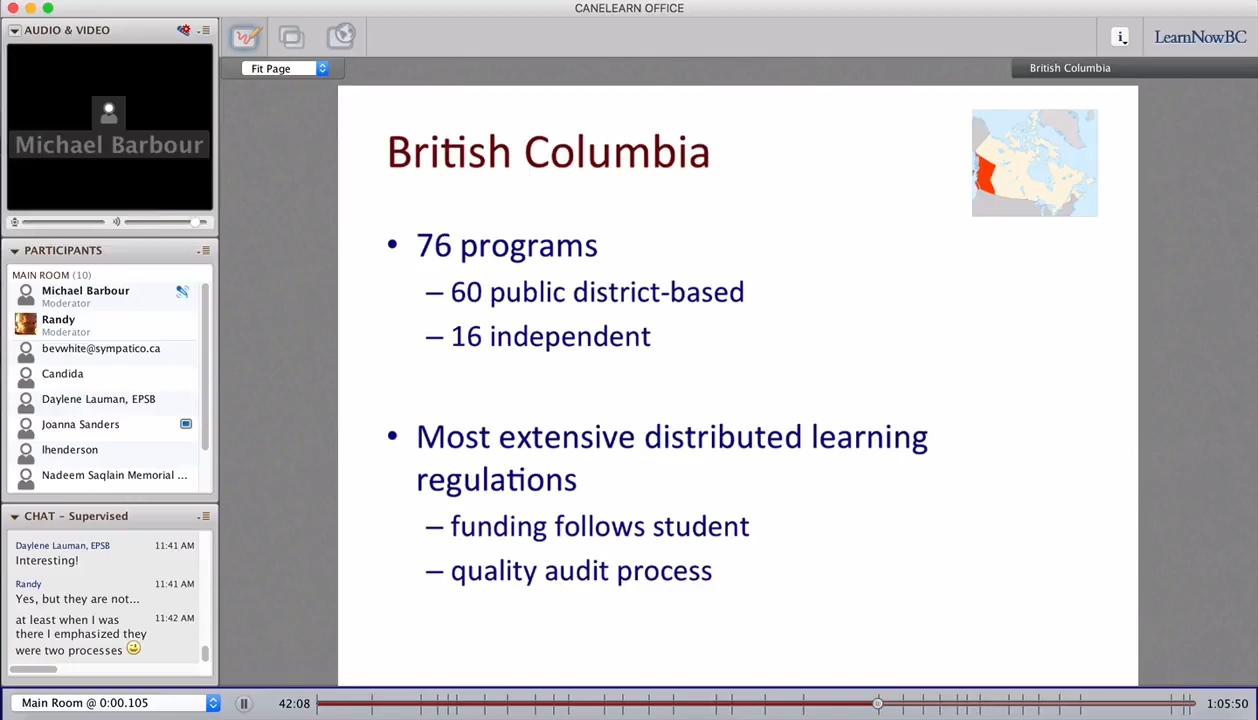 CANELEARN OFFICE
AUDIO & VIDEO
Michael Barbour
PARTICIPANTS
MAIN ROOM (10)
Michael Barbour
Moderator
Randy
Moderator
bevwhite@sympatico.ca
Candida
Daylene Lauman, EPSB
Joanna Sanders
lhenderson
Nadeem Saqlain Memorial ...
CHAT – Supervised
Daylene Lauman, EPSB 11:41 AM
Interesting!
Randy 11:41 AM
Yes, but they are not...
at least when I was 11:42 AM
there I emphasized they
were two processes
Fit Page
i
LearnNowBC
British Columbia
British Columbia
• 76 programs
– 60 public district-based
– 16 independent
• Most extensive distributed learning
regulations
– funding follows student
– quality audit process
Main Room @ 0:00.105
42:08
1:05:50